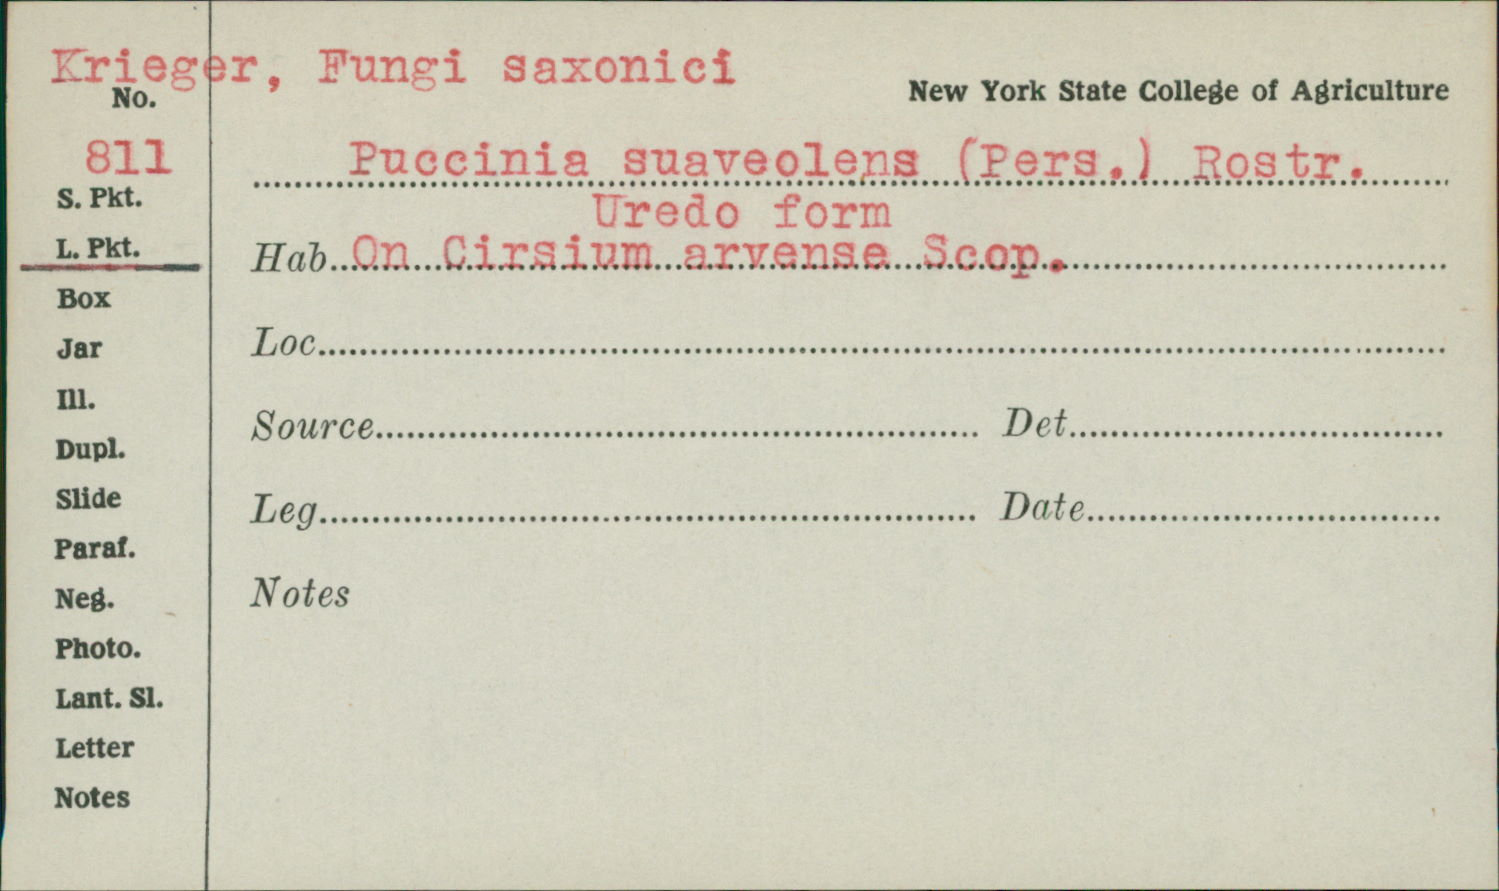 Krieger, Fungi saxonici
No.
New York State College of Agriculture
811
Puccinia suaveolens (Pers.) Rostr.
S. Pkt.
Uredo form
L. Pkt.
Hab. On Cirsium arvense Scop.
Box
Jar
Loc.
Ill.
Source
Det.
Dupl.
Slide
Leg.
Date
Paraf.
Neg.
Notes
Photo.
Lant. Sl.
Letter
Notes